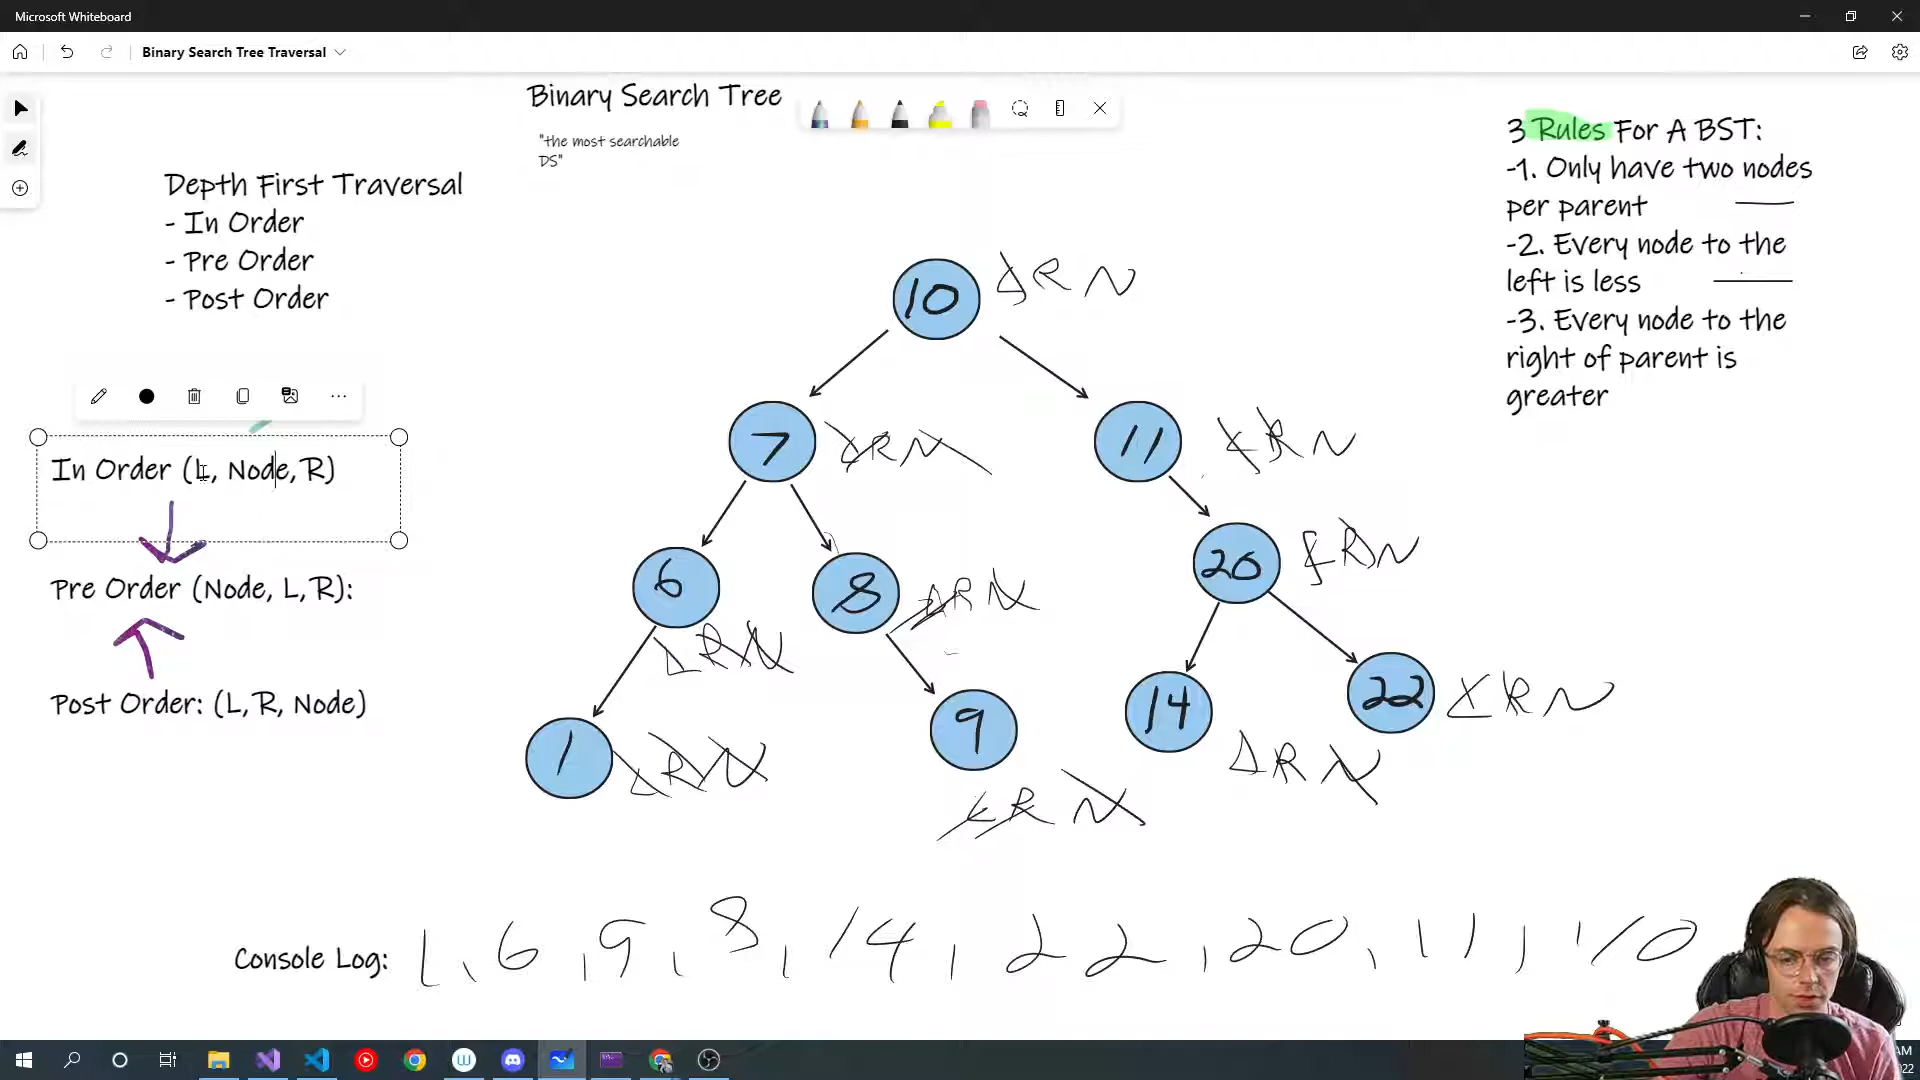 Microsoft Whiteboard
Binary Search Tree Traversal
Binary Search Tree
"the most searchable
DS"
Depth First Traversal
- In Order
- Pre Order
- Post Order
In Order (L, Node, R)
Pre Order (Node, L, R):
Post Order: (L, R, Node)
3 Rules For A BST:
-1. Only have two nodes
per parent
-2. Every node to the
left is less
-3. Every node to the
right of parent is
greater
10 L R N
7 L R N
11 L R N
6 L R N
8 L R N
20 L R N
1 L R N
9 L R N
14 L R N
22 L R N
Console Log: 1, 6, 9, 8, 14, 22, 20, 11, 10
AM